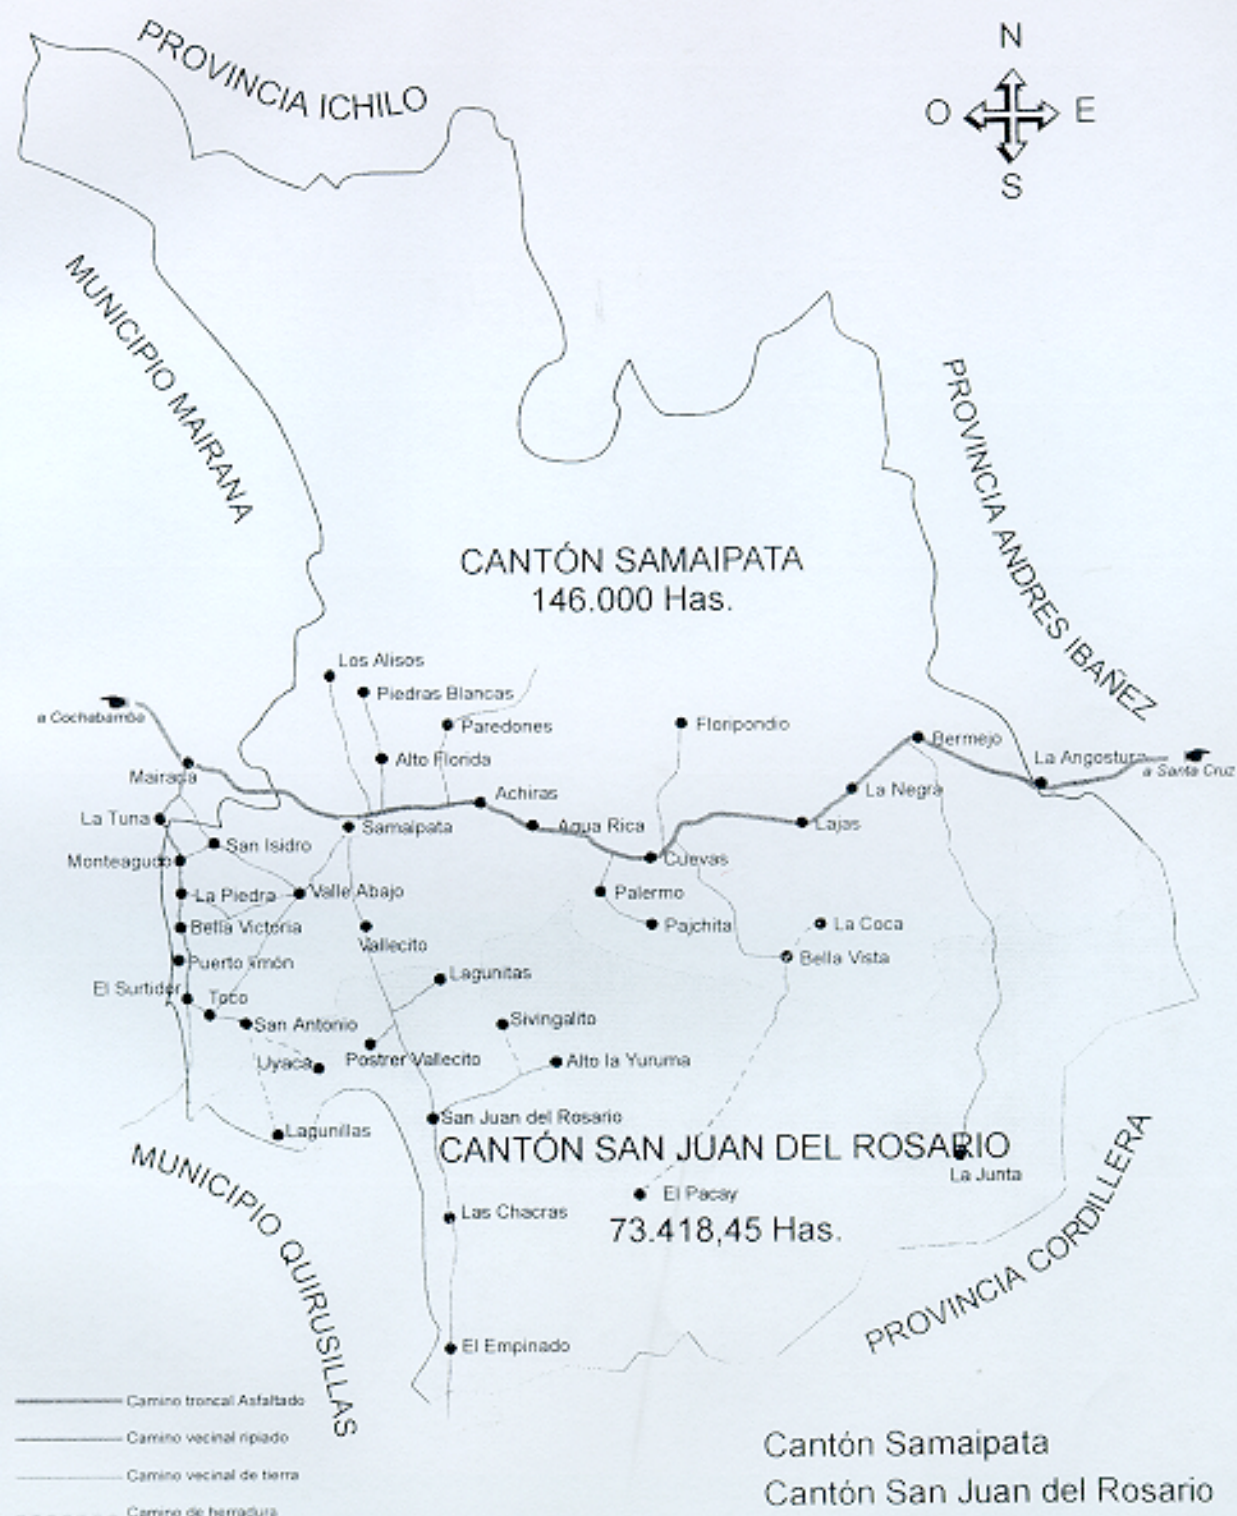 N
PROVINCIA ICHILO
O
E
S
MUNICIPIO MAIRANA
PROVINCIA ANDRES IBAÑEZ
CANTÓN SAMAIPATA
146.000 Has.
Los Alisos
Piedras Blancas
a Cochabamba
Paredones
Floripondio
Bermejo
Alto Florida
La Angostura
a Santa Cruz
Mairana
Achiras
La Negra
La Tuna
Samaipata
Agua Rica
Lajas
San Isidro
Monteagudo
Cuevas
La Piedra
Valle Abajo
Palermo
Bella Victoria
Pajchita
La Coca
Vallecito
Puerto limón
Bella Vista
Lagunitas
El Surtidor
Toco
San Antonio
Sivingalito
Uyaca
Postrer Vallecito
Alto la Yuruma
San Juan del Rosario
Lagunillas
CANTÓN SAN JUAN DEL ROSARIO
MUNICIPIO QUIRUSILLAS
La Junta
El Pacay
Las Chacras
73.418,45 Has.
PROVINCIA CORDILLERA
El Empinado
Camino troncal Asfaltado
Camino vecinal ripiado
Camino vecinal de tierra
Camino de herradura
Cantón Samaipata
Cantón San Juan del Rosario